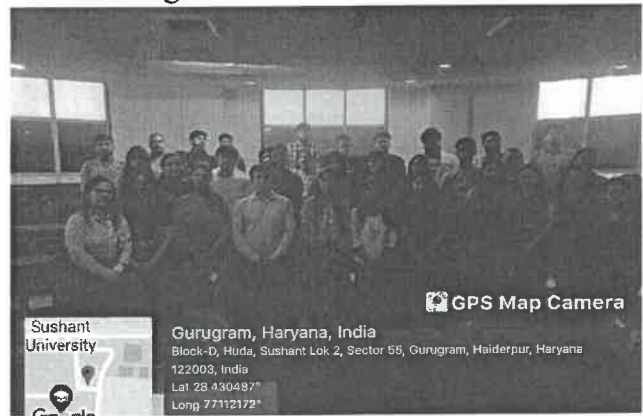 GPS Map Camera
Sushant
University
Google
Gurugram, Haryana, India
Block-D, Huda, Sushant Lok 2, Sector 55, Gurugram, Haiderpur, Haryana
122003, India
Lat 28.430487°
Long 77.112172°